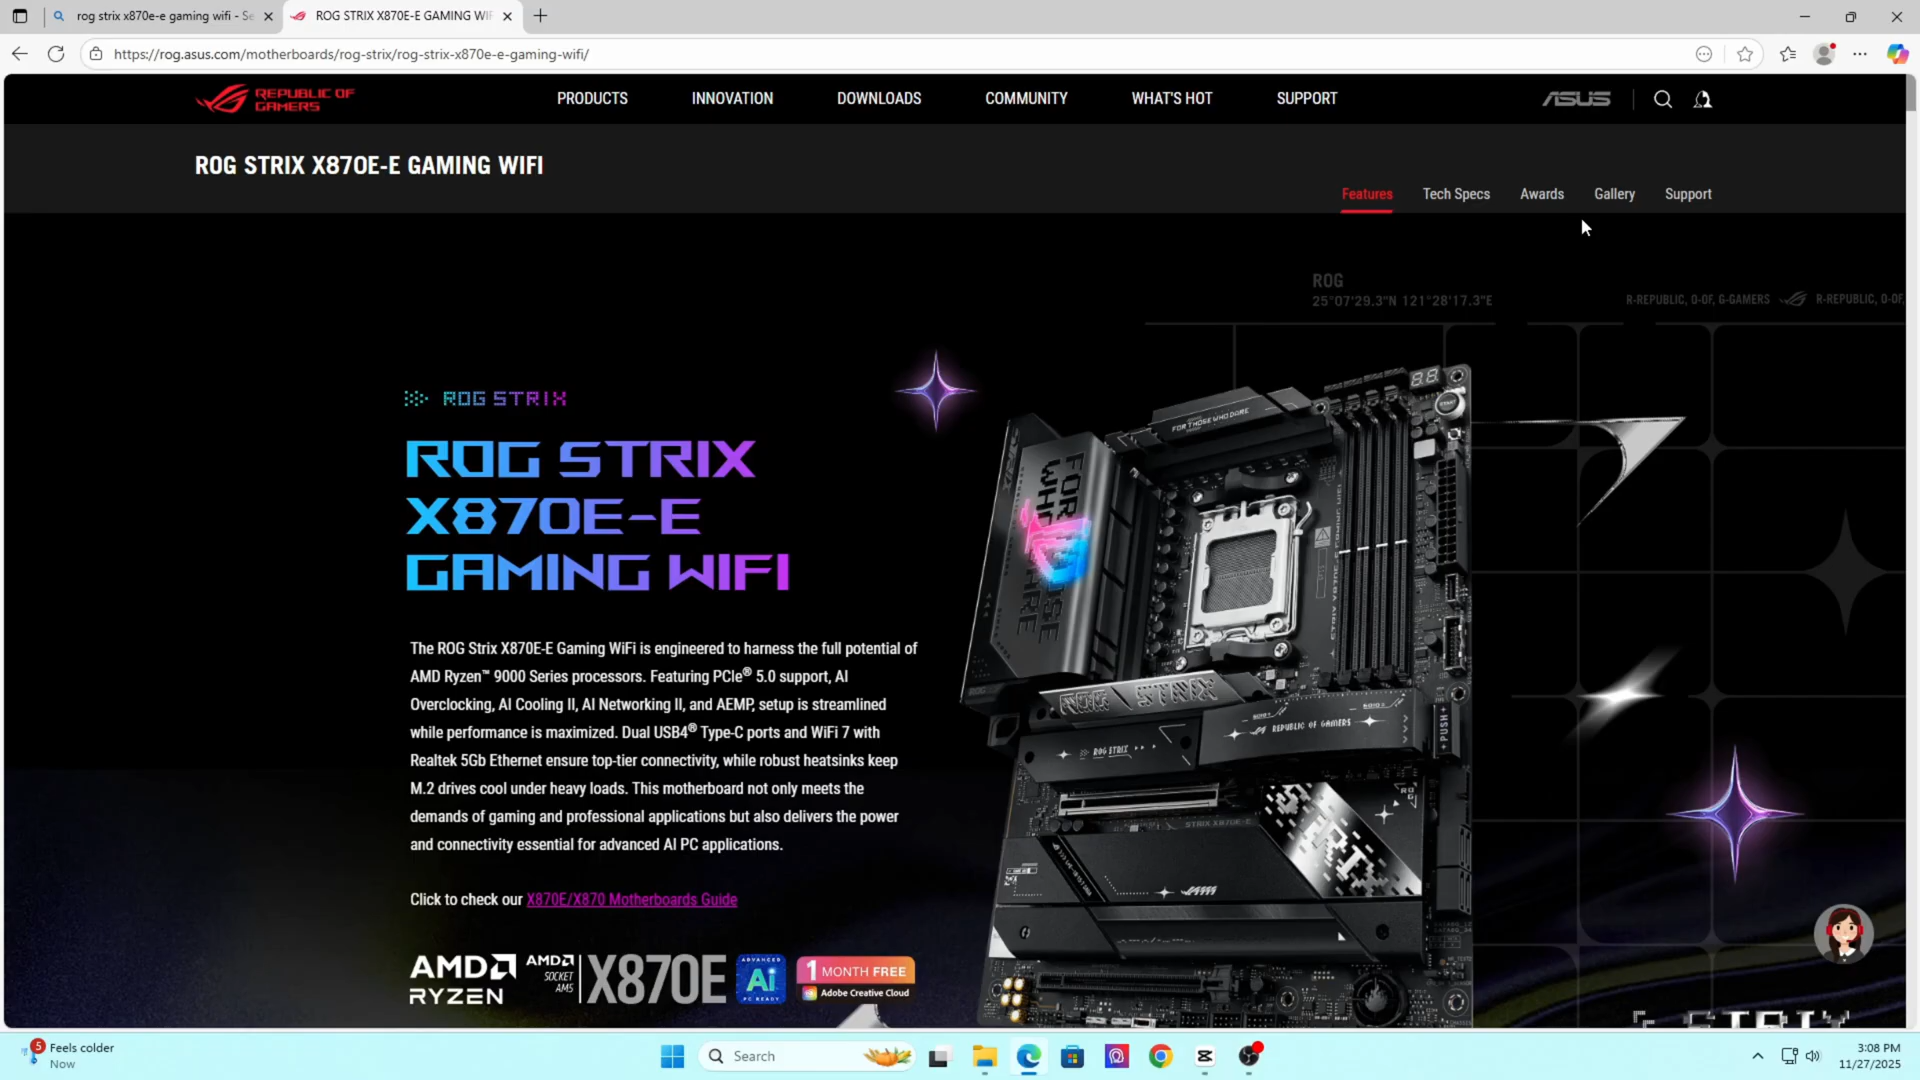 rog strix x870e-e gaming wifi - Se
ROG STRIX X870E-E GAMING WIF
https://rog.asus.com/motherboards/rog-strix/rog-strix-x870e-e-gaming-wifi/
REPUBLIC OF
GAMERS
PRODUCTS
INNOVATION
DOWNLOADS
COMMUNITY
WHAT'S HOT
SUPPORT
ASUS
ROG STRIX X870E-E GAMING WIFI
Features
Tech Specs
Awards
Gallery
Support
ROG
25°07'29.3"N 121°28'17.3"E
R-REPUBLIC, O-OF, G-GAMERS
R-REPUBLIC, O-OF,
ROG STRIX
ROG STRIX
X870E-E
GAMING WIFI
The ROG Strix X870E-E Gaming WiFi is engineered to harness the full potential of
AMD Ryzen™ 9000 Series processors. Featuring PCIe® 5.0 support, AI
Overclocking, AI Cooling II, AI Networking II, and AEMP, setup is streamlined
while performance is maximized. Dual USB4® Type-C ports and WiFi 7 with
Realtek 5Gb Ethernet ensure top-tier connectivity, while robust heatsinks keep
M.2 drives cool under heavy loads. This motherboard not only meets the
demands of gaming and professional applications but also delivers the power
and connectivity essential for advanced AI PC applications.
Click to check our X870E/X870 Motherboards Guide
AMD
RYZEN
AMD
SOCKET
AM5
X870E
ADVANCED
Ai
PC READY
1 MONTH FREE
Adobe Creative Cloud
FOR THOSE WHO DARE
88
START
ROG STRIX
REPUBLIC OF GAMERS
ROG STRIX
PUSH
STRIX X870E-E
ROG
STRIX
5
Feels colder
Now
Search
3:08 PM
11/27/2025